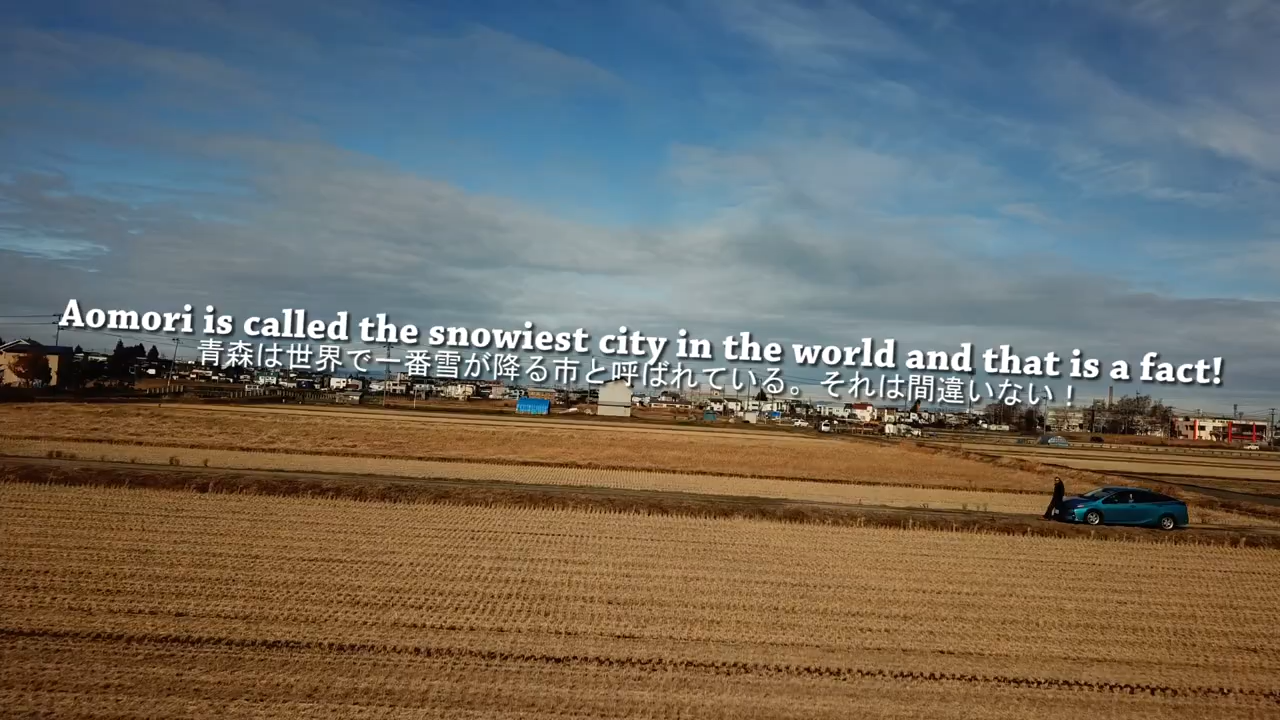 Aomori is called the snowiest city in the world and that is a fact!
青森は世界で一番雪が降る市と呼ばれている。それは間違いない！